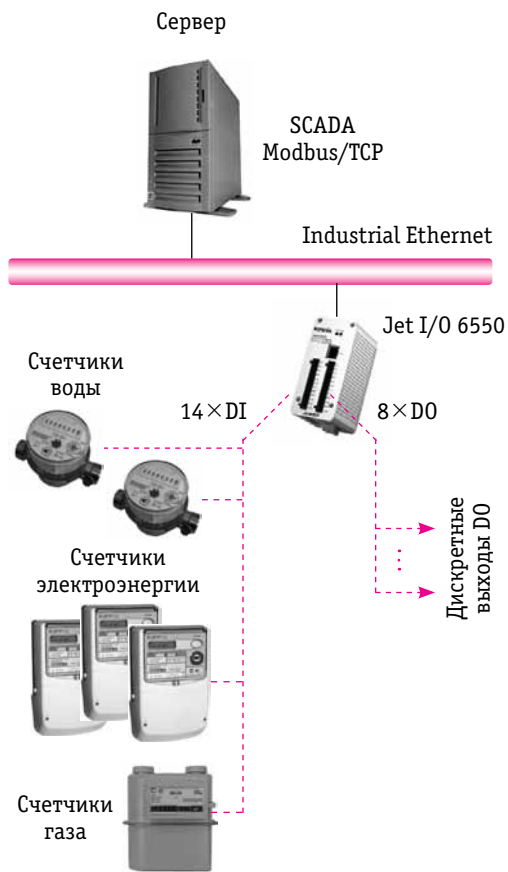 Сервер
SCADA
Modbus/TCP
Industrial Ethernet
Jet I/O 6550
Счетчики
воды
14×DI
8×DO
Дискретные
выходы DO
Счетчики
электроэнергии
Счетчики
газа